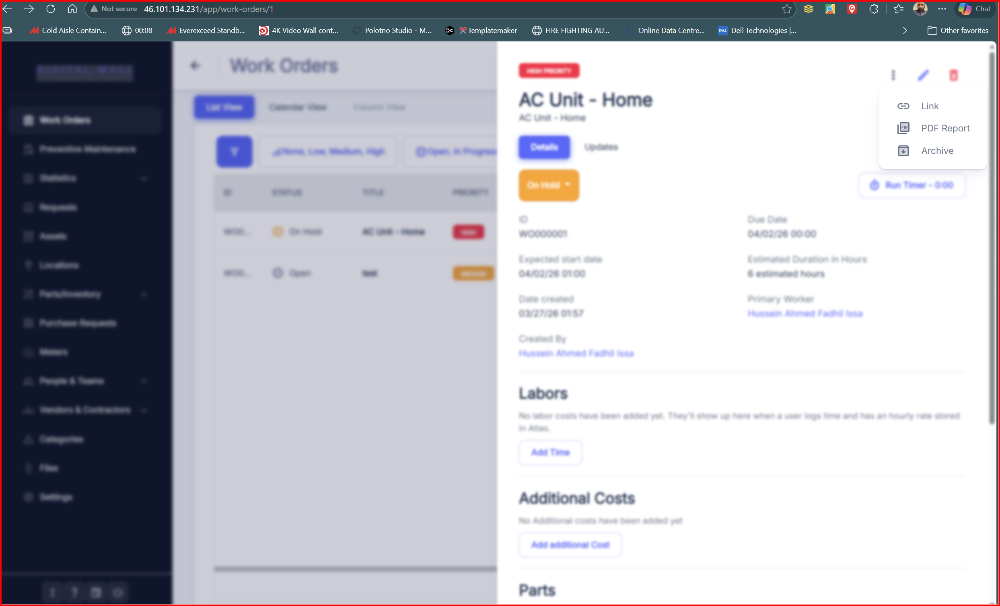 Not secure 46.101.134.231/app/work-orders/1
Chat
Cold Aisle Contain...
00:08
Everexceed Standb...
4K Video Wall cont...
Polotno Studio - M...
Templatemaker
FIRE FIGHTING AU...
Online Data Centre...
DELL
Dell Technologies |...
Other favorites
DIGITAL WALL
Work Orders
Preventive Maintenance
Statistics
Requests
Assets
Locations
Parts/Inventory
Purchase Requests
Meters
People & Teams
Vendors & Contractors
Categories
Files
Settings
Work Orders
List View
Calendar View
Column View
None, Low, Medium, High
Open, In Progress
ID STATUS TITLE PRIORITY
WO0... On Hold AC Unit - Home HIGH
WO0... Open test MEDIUM
HIGH PRIORITY
AC Unit - Home
AC Unit - Home
Link
PDF
PDF Report
Archive
Details
Updates
On Hold
Run Timer - 0:00
ID
WO000001
Due Date
04/02/26 00:00
Expected start date
04/02/26 01:00
Estimated Duration in Hours
6 estimated hours
Date created
03/27/26 01:57
Primary Worker
Hussein Ahmed Fadhil Issa
Created By
Hussein Ahmed Fadhil Issa
Labors
No labor costs have been added yet. They'll show up here when a user logs time and has an hourly rate stored
in Atlas.
Add Time
Additional Costs
No Additional costs have been added yet
Add additional Cost
Parts